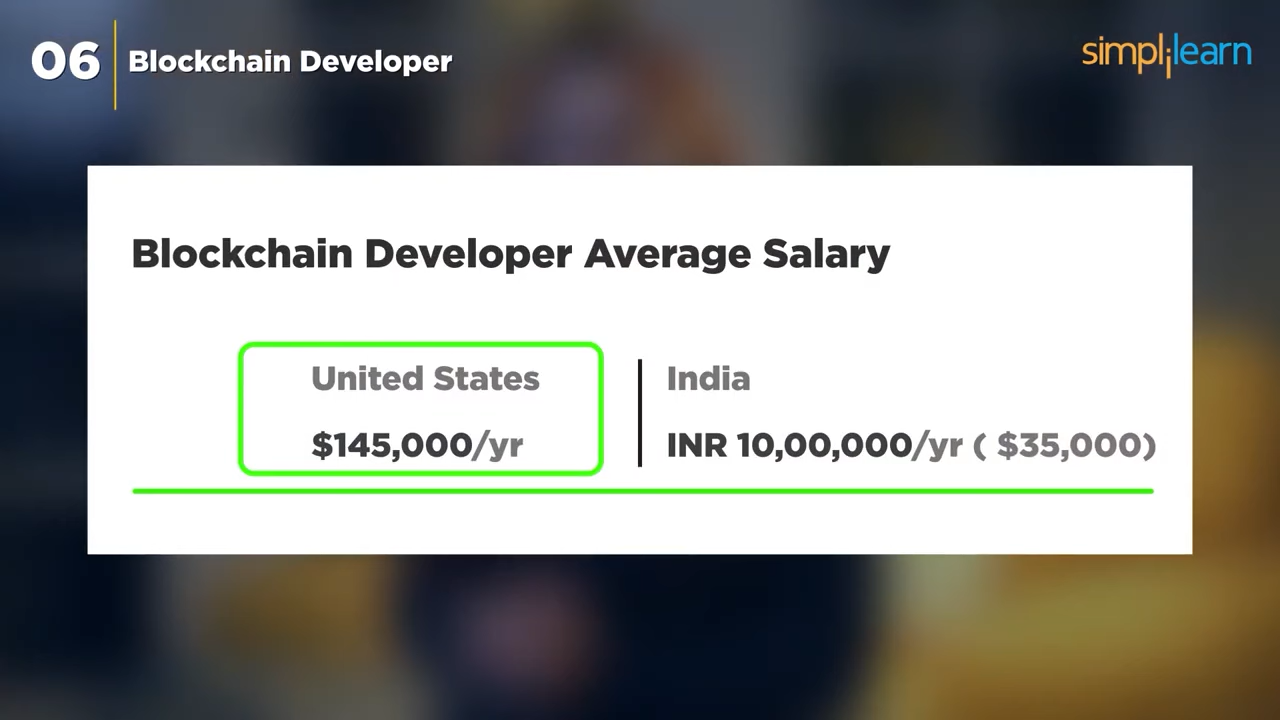 06
Blockchain Developer
simplilearn
Blockchain Developer Average Salary
United States
$145,000/yr
India
INR 10,00,000/yr ( $35,000)